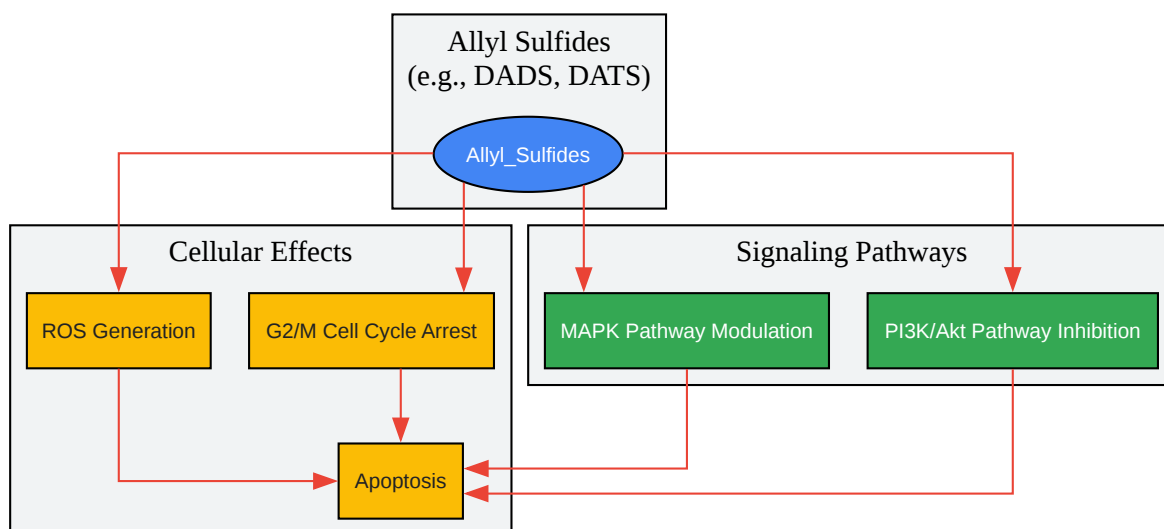 Allyl Sulfides
(e.g., DADS, DATS)
Allyl_Sulfides
Cellular Effects
Signaling Pathways
ROS Generation
G2/M Cell Cycle Arrest
MAPK Pathway Modulation
PI3K/Akt Pathway Inhibition
Apoptosis